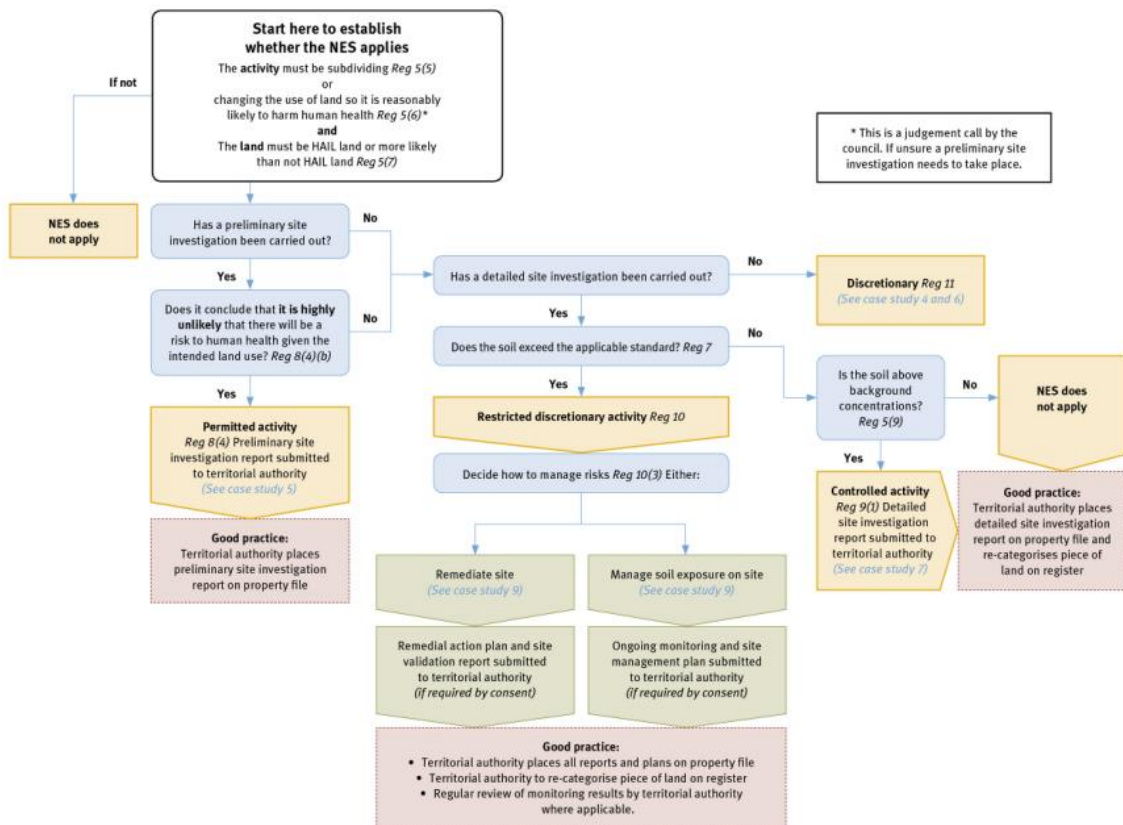 Start here to establish
whether the NES applies
The activity must be subdividing Reg 5(5)
or
changing the use of land so it is reasonably
likely to harm human health Reg 5(6)*
and
The land must be HAIL land or more likely
than not HAIL land Reg 5(7)
If not
* This is a judgement call by the
council. If unsure a preliminary site
investigation needs to take place.
NES does
not apply
Has a preliminary site
investigation been carried out?
No
Yes
Does it conclude that it is highly
unlikely that there will be a
risk to human health given the
intended land use? Reg 8(4)(b)
No
Yes
Permitted activity
Reg 8(4) Preliminary site
investigation report submitted
to territorial authority
(See case study 5)
Good practice:
Territorial authority places
preliminary site investigation
report on property file
Has a detailed site investigation been carried out?
No
Discretionary Reg 11
(See case study 4 and 6)
Yes
Does the soil exceed the applicable standard? Reg 7
No
Yes
Restricted discretionary activity Reg 10
Decide how to manage risks Reg 10(3) Either:
Is the soil above
background
concentrations?
Reg 5(9)
No
NES does
not apply
Yes
Controlled activity
Reg 9(1) Detailed
site investigation
report submitted to
territorial authority
(See case study 7)
Good practice:
Territorial authority places
detailed site investigation
report on property file and
re-categorises piece of
land on register
Remediate site
(See case study 9)
Manage soil exposure on site
(See case study 9)
Remedial action plan and site
validation report submitted
to territorial authority
(if required by consent)
Ongoing monitoring and site
management plan submitted
to territorial authority
(if required by consent)
Good practice:
• Territorial authority places all reports and plans on property file
• Territorial authority to re-categorise piece of land on register
• Regular review of monitoring results by territorial authority
where applicable.